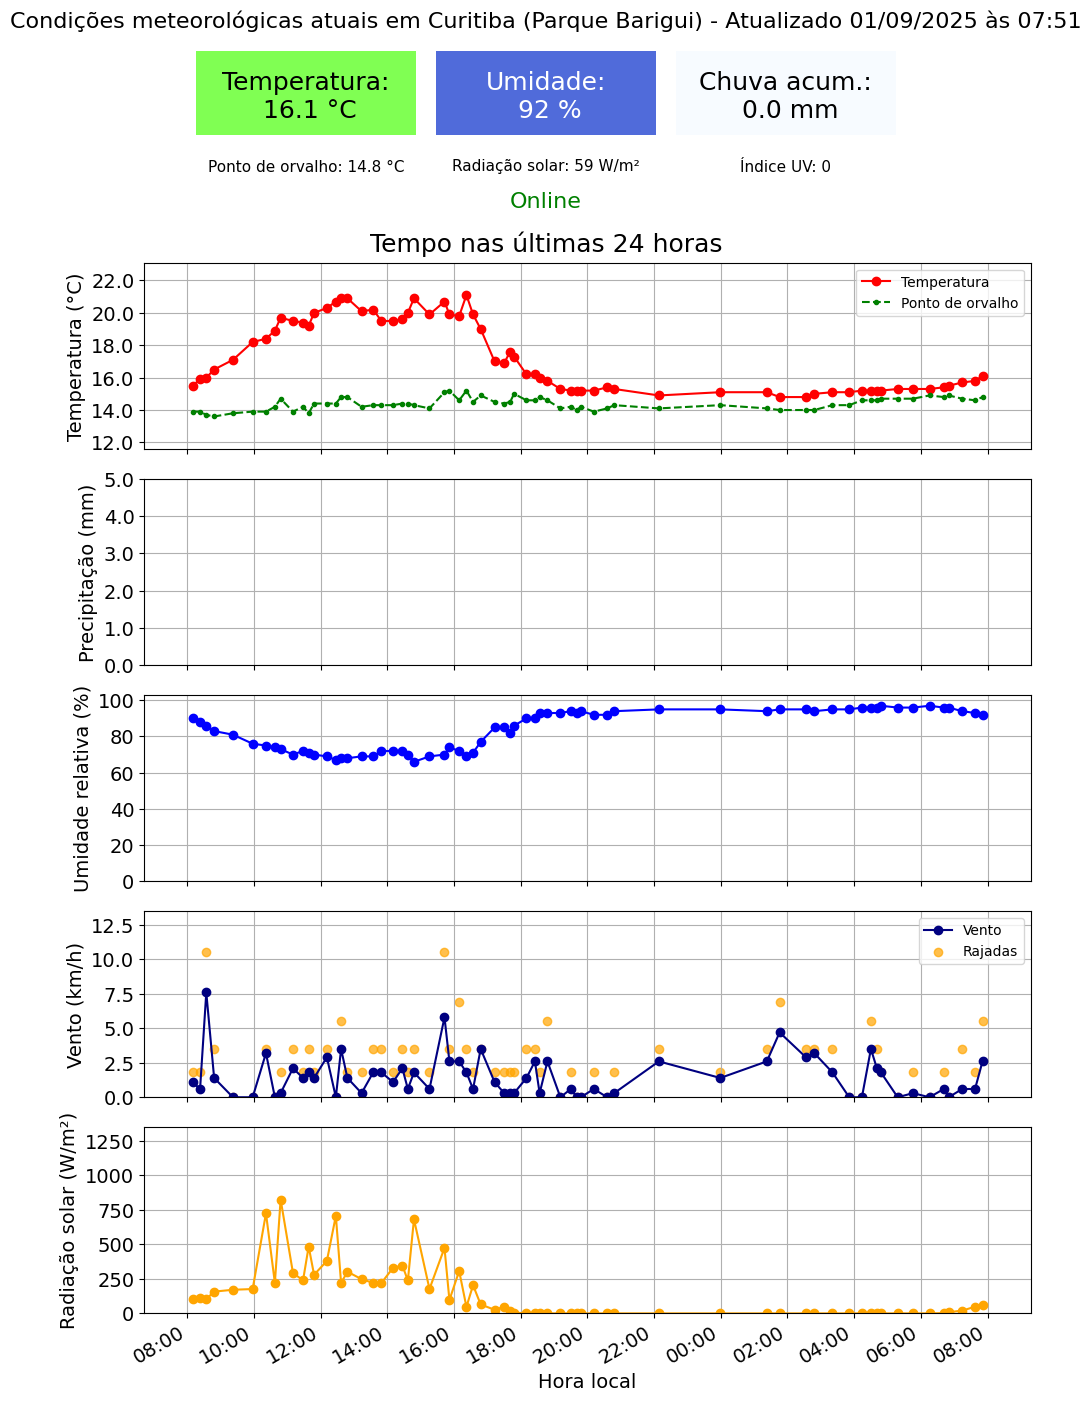 Condições meteorológicas atuais em Curitiba (Parque Barigui) - Atualizado 01/09/2025 às 07:51
Temperatura:
16.1 °C
Umidade:
92 %
Chuva acum.:
0.0 mm
Ponto de orvalho: 14.8 °C
Radiação solar: 59 W/m²
Índice UV: 0
Online
Tempo nas últimas 24 horas
Temperatura (°C)
22.0
20.0
18.0
16.0
14.0
12.0
Temperatura
Ponto de orvalho
Precipitação (mm)
5.0
4.0
3.0
2.0
1.0
0.0
Umidade relativa (%)
100
80
60
40
20
0
Vento (km/h)
12.5
10.0
7.5
5.0
2.5
0.0
Vento
Rajadas
Radiação solar (W/m²)
1250
1000
750
500
250
0
08:00
10:00
12:00
14:00
16:00
18:00
20:00
22:00
00:00
02:00
04:00
06:00
08:00
Hora local